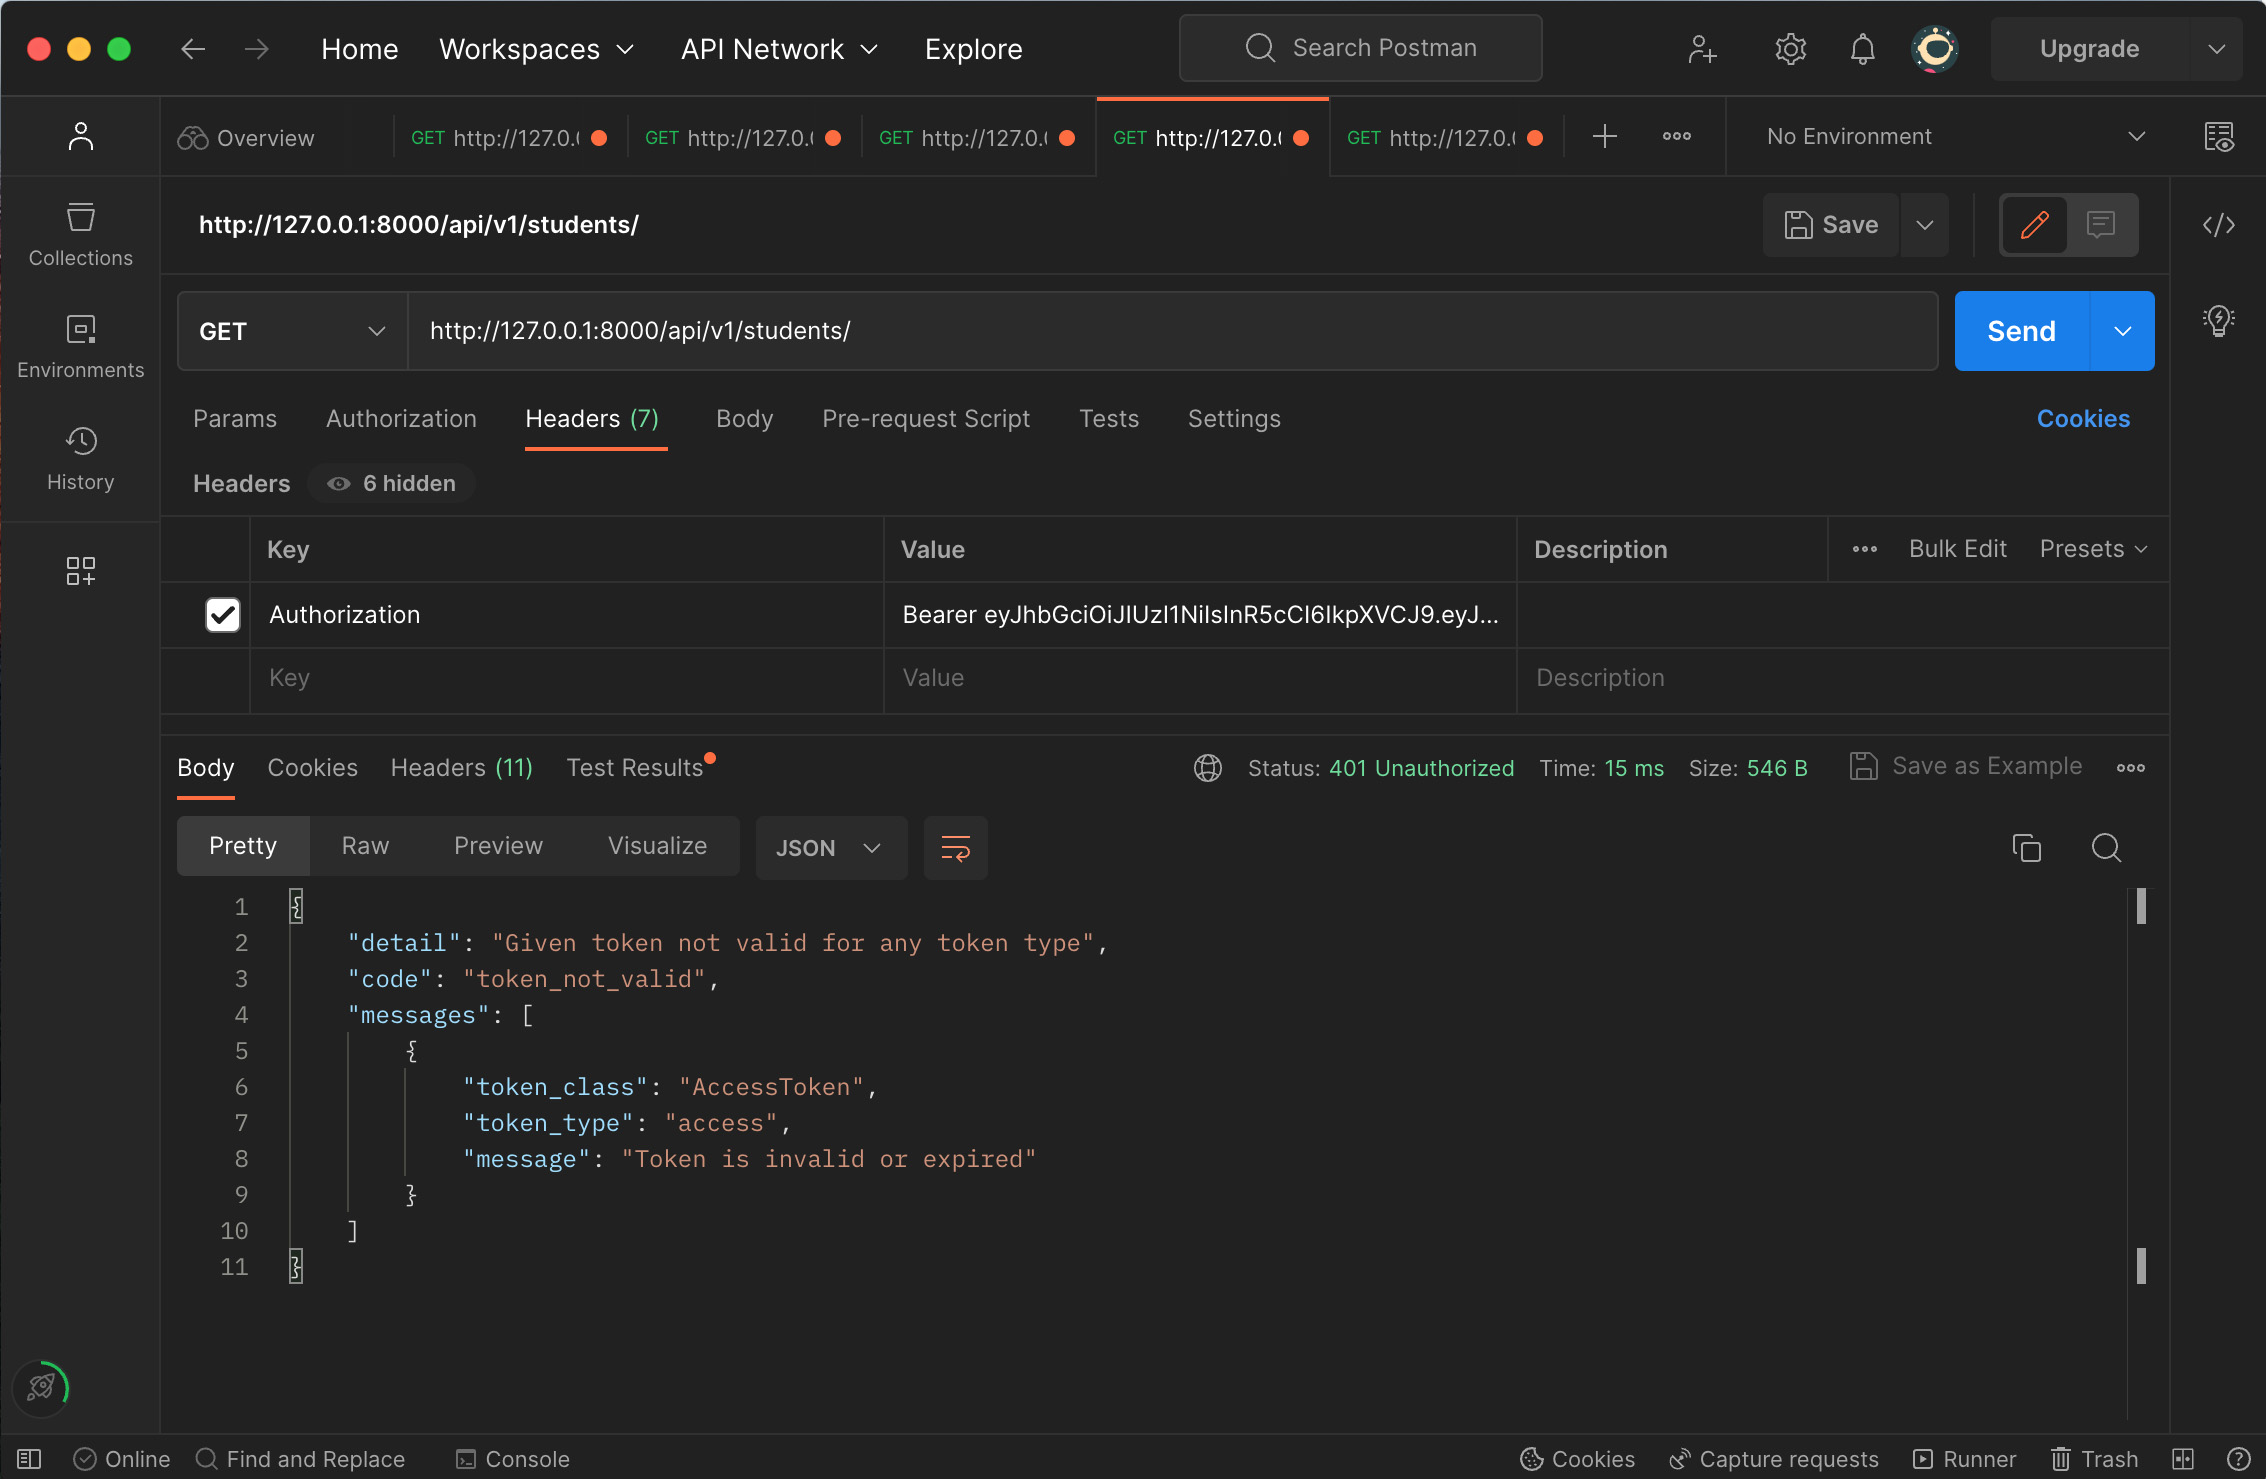 Home Workspaces API Network Explore Search Postman Upgrade
Overview GET http://127.0.( GET http://127.0.( GET http://127.0.( GET http://127.0.( GET http://127.0.( No Environment
http://127.0.0.1:8000/api/v1/students/ Save
Collections
GET http://127.0.0.1:8000/api/v1/students/ Send
Environments
Params Authorization Headers (7) Body Pre-request Script Tests Settings Cookies
History
Headers 6 hidden
Key Value Description Bulk Edit Presets
Authorization Bearer eyJhbGciOiJIUzI1NiIsInR5cCI6IkpXVCJ9.eyJ...
Key Value Description
Body Cookies Headers (11) Test Results Status: 401 Unauthorized Time: 15 ms Size: 546 B Save as Example
Pretty Raw Preview Visualize JSON
1 {
2 "detail": "Given token not valid for any token type",
3 "code": "token_not_valid",
4 "messages": [
5 {
6 "token_class": "AccessToken",
7 "token_type": "access",
8 "message": "Token is invalid or expired"
9 }
10 ]
11 }
Online Find and Replace Console Cookies Capture requests Runner Trash